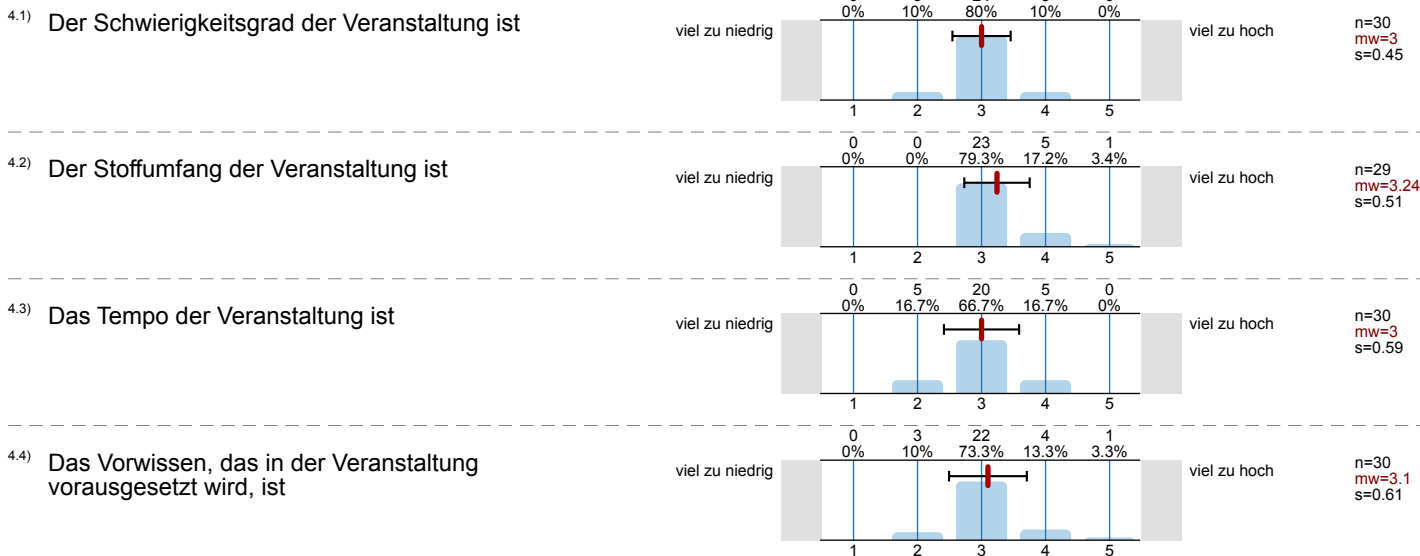 4.1) Der Schwierigkeitsgrad der Veranstaltung ist
viel zu niedrig
0% 10% 80% 10% 0%
1 2 3 4 5
viel zu hoch
n=30
mw=3
s=0.45
4.2) Der Stoffumfang der Veranstaltung ist
viel zu niedrig
0 0 23 5 1
0% 0% 79.3% 17.2% 3.4%
1 2 3 4 5
viel zu hoch
n=29
mw=3.24
s=0.51
4.3) Das Tempo der Veranstaltung ist
viel zu niedrig
0 5 20 5 0
0% 16.7% 66.7% 16.7% 0%
1 2 3 4 5
viel zu hoch
n=30
mw=3
s=0.59
4.4) Das Vorwissen, das in der Veranstaltung
vorausgesetzt wird, ist
viel zu niedrig
0 3 22 4 1
0% 10% 73.3% 13.3% 3.3%
1 2 3 4 5
viel zu hoch
n=30
mw=3.1
s=0.61